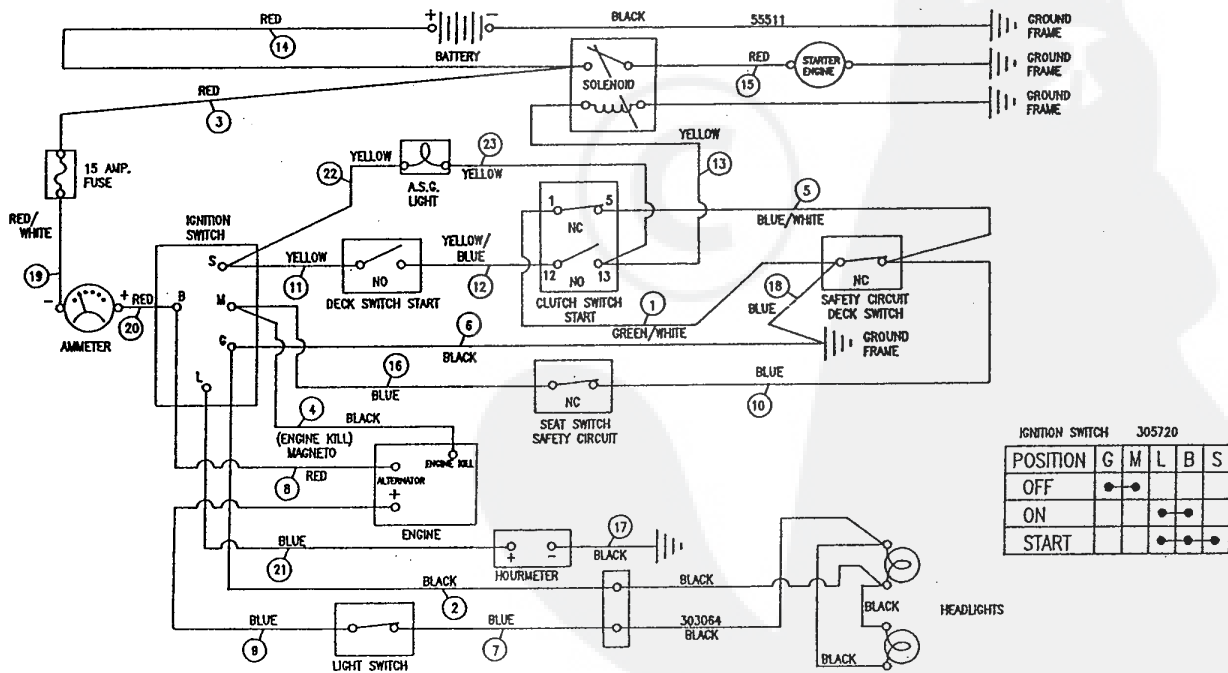 RED
14
+
−
BATTERY
BLACK
55511
GROUND
FRAME
RED
3
SOLENOID
RED
15
STARTER
ENGINE
GROUND
FRAME
GROUND
FRAME
YELLOW
13
15 AMP.
FUSE
YELLOW
22
A.S.G.
LIGHT
23
YELLOW
RED/
WHITE
19
IGNITION
SWITCH
S
M
G
L
B
YELLOW
11
NO
DECK SWITCH START
YELLOW/
BLUE
12
1
5
NC
12
NO
13
CLUTCH SWITCH
START
5
BLUE/WHITE
NC
SAFETY CIRCUIT
DECK SWITCH
18
BLUE
1
GREEN/WHITE
GROUND
FRAME
−
+
RED
20
AMMETER
6
BLACK
16
BLUE
NC
SEAT SWITCH
SAFETY CIRCUIT
BLUE
10
4
BLACK
(ENGINE KILL)
MAGNETO
ENGINE KILL
RED
8
ALTERNATOR
+
ENGINE
BLUE
21
+
−
HOURMETER
17
BLACK
BLACK
2
BLACK
BLUE
9
LIGHT SWITCH
BLUE
7
303064
BLACK
BLACK
BLACK
HEADLIGHTS
IGNITION SWITCH 305720
POSITION G M L B S
OFF
ON
START